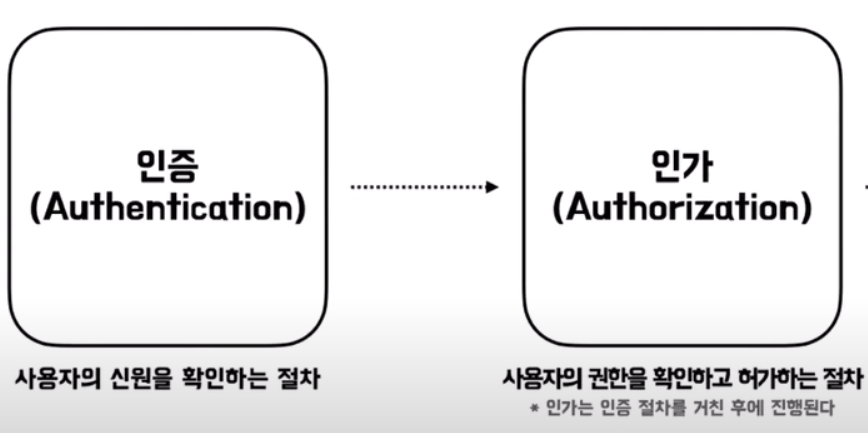 인증
(Authentication)
인가
(Authorization)
사용자의 신원을 확인하는 절차
사용자의 권한을 확인하고 허가하는 절차
* 인가는 인증 절차를 거친 후에 진행된다